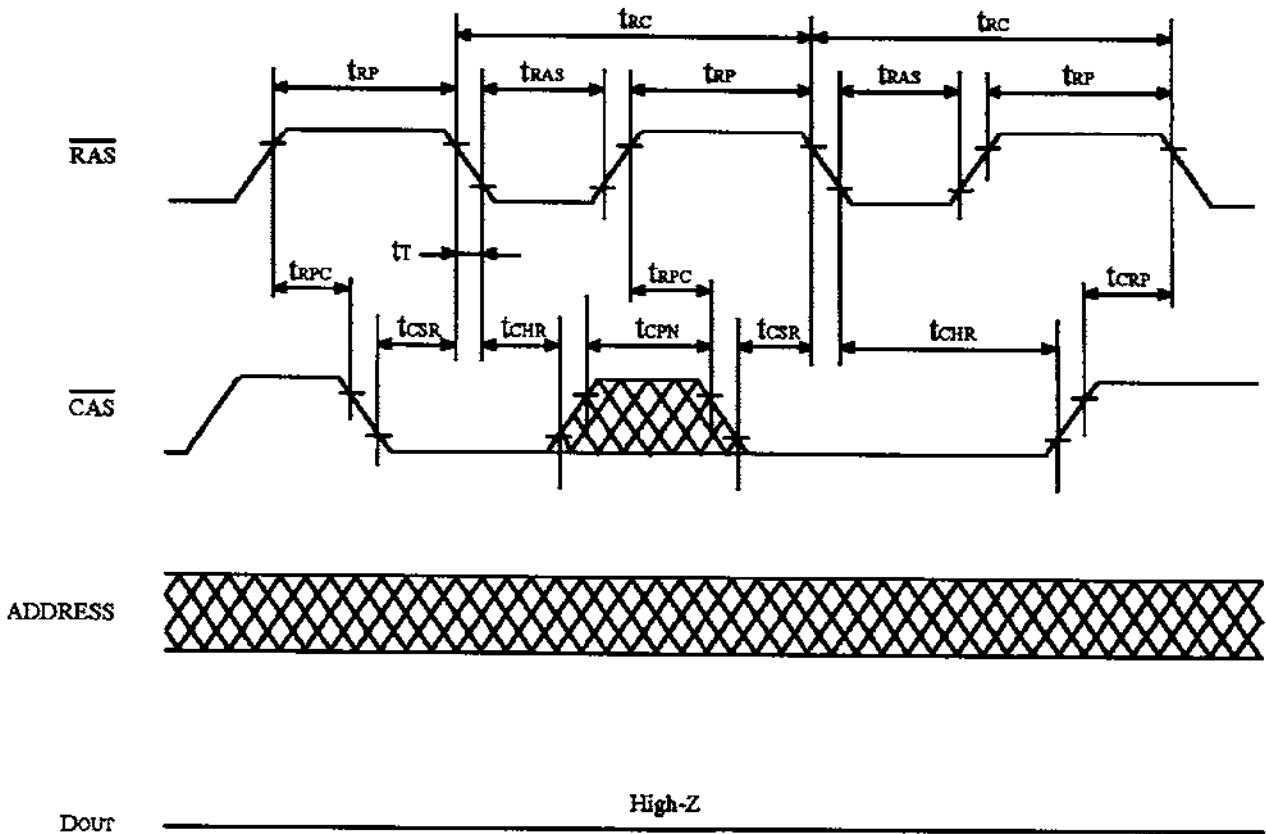 tRC tRC
tRP tRAS tRP tRAS tRP
RAS
tT
tRPC tRPC tCRP
tCSR tCHR tCPN tCSR tCHR
CAS
ADDRESS
High-Z
DOUT